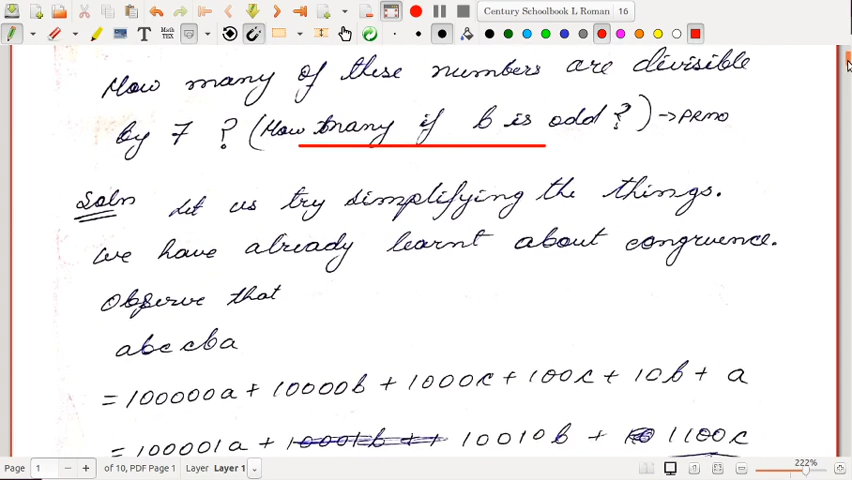 Century Schoolbook L Roman 16
T Math TEX
How many of these numbers are divisible
by 7 ? (How many if b is odd ?) → PRMO
Soln Let us try simplifying the things.
We have already learnt about congruence.
Observe that
abccba
= 100000a + 10000b + 1000c + 100c + 10b + a
= 100001a + 10010b + 1100c
Page 1 of 10, PDF Page 1 Layer Layer 1 222%